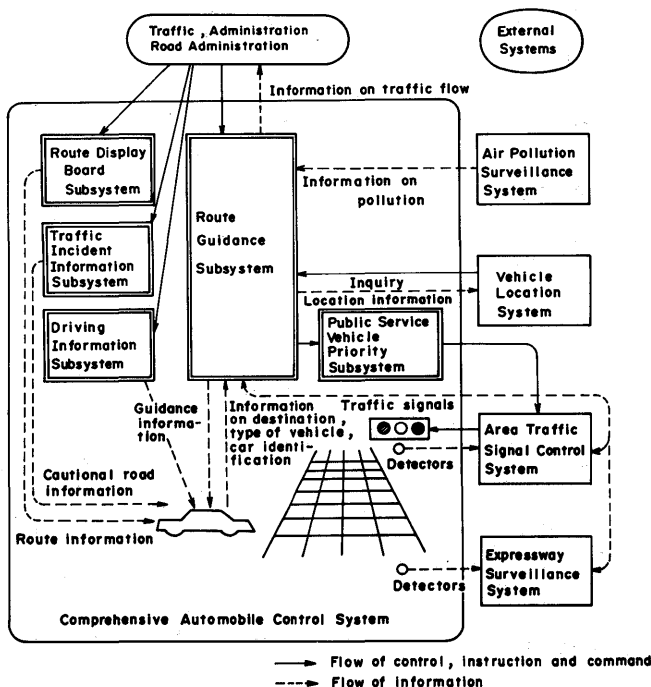 Traffic, Administration
Road Administration
External
Systems
Information on traffic flow
Route Display
Board
Subsystem
Traffic
Incident
Information
Subsystem
Driving
Information
Subsystem
Route
Guidance
Subsystem
Information on
pollution
Air Pollution
Surveillance
System
Inquiry
Location information
Vehicle
Location
System
Public Service
Vehicle
Priority
Subsystem
Guidance
informa-
tion
Information
on destination,
type of vehicle,
car identi-
fication
Traffic signals
Detectors
Area Traffic
Signal Control
System
Cautional road
information
Route information
Detectors
Expressway
Surveillance
System
Comprehensive Automobile Control System
Flow of control, instruction and command
Flow of information